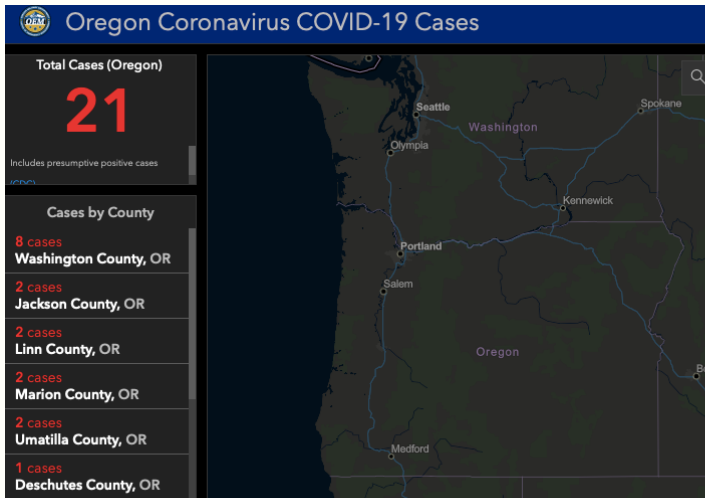 OEM
Oregon Coronavirus COVID-19 Cases
Total Cases (Oregon)
21
Includes presumptive positive cases
(CDC)
Cases by County
8 cases
Washington County, OR
2 cases
Jackson County, OR
2 cases
Linn County, OR
2 cases
Marion County, OR
2 cases
Umatilla County, OR
1 cases
Deschutes County, OR
Seattle
Spokane
Washington
Olympia
Kennewick
Portland
Salem
Oregon
Medford